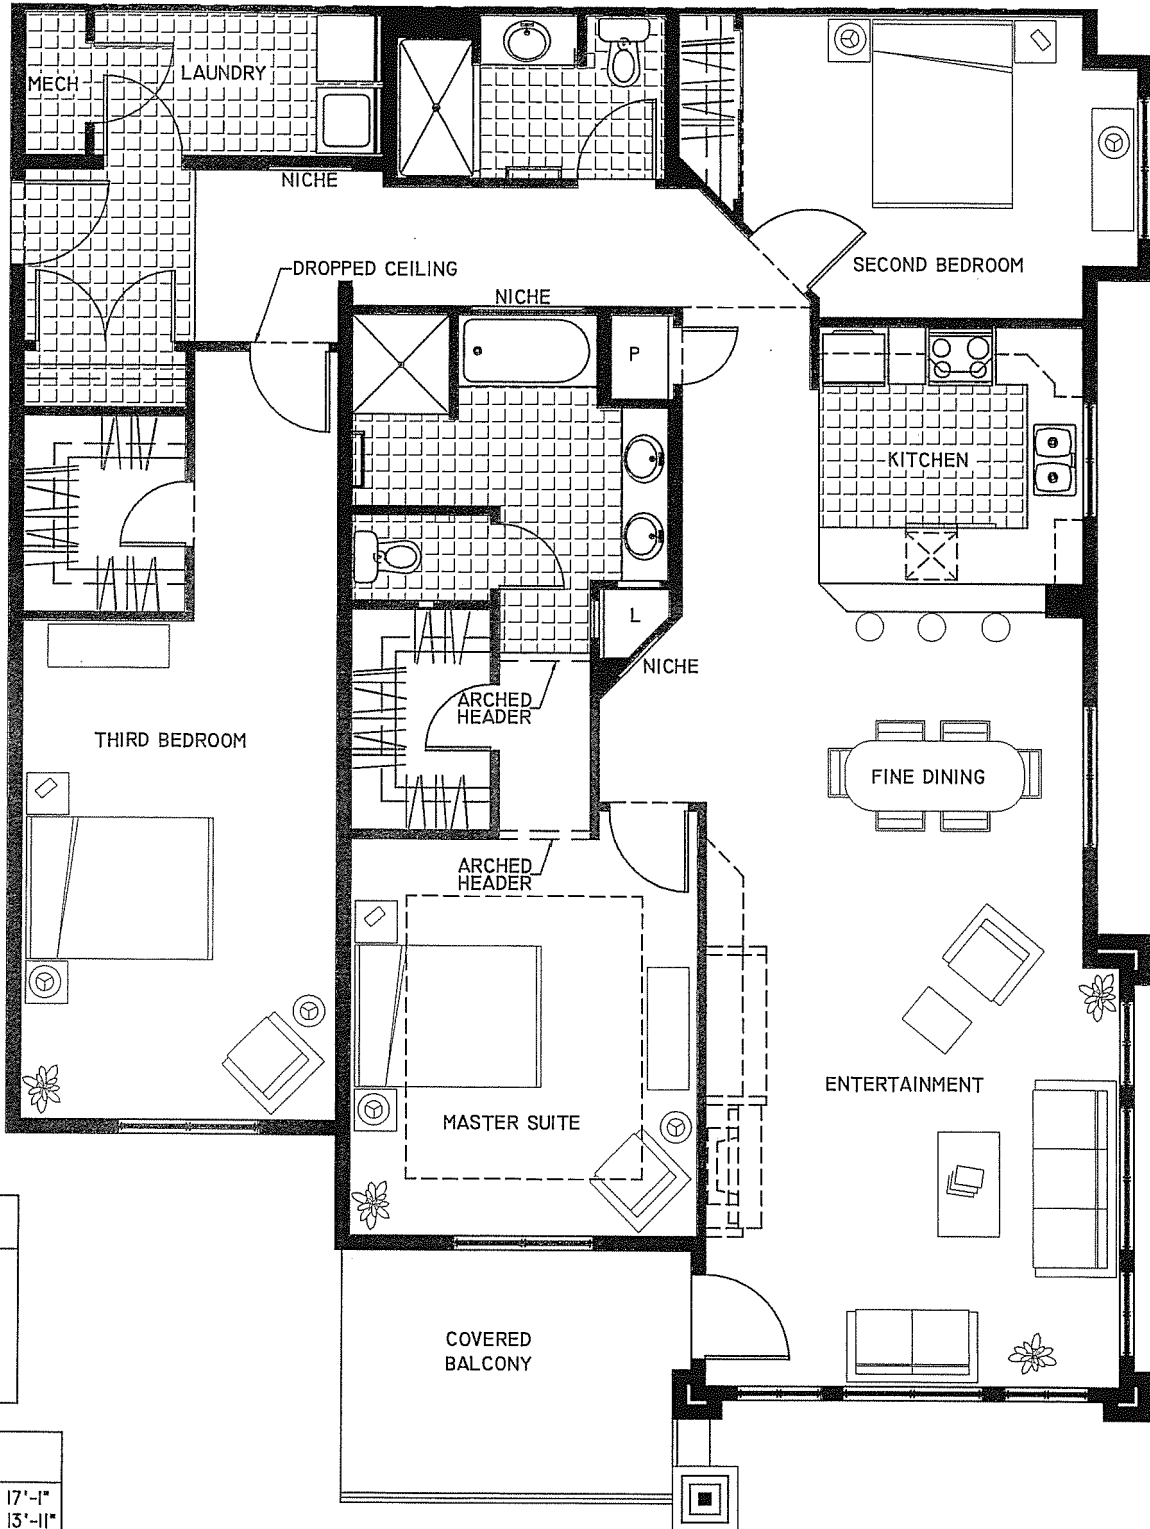 MECH
LAUNDRY
NICHE
DROPPED CEILING
SECOND BEDROOM
NICHE
P
KITCHEN
L
NICHE
ARCHED
HEADER
THIRD BEDROOM
FINE DINING
ARCHED
HEADER
ENTERTAINMENT
MASTER SUITE
COVERED
BALCONY
17'-1"
13'-11"